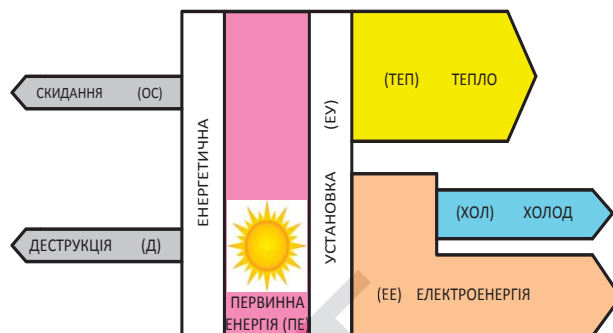 СКИДАННЯ (ОС)
ДЕСТРУКЦІЯ (Д)
ЕНЕРГЕТИЧНА
ПЕРВИННА
ЕНЕРГІЯ (ПЕ)
УСТАНОВКА (ЕУ)
(ТЕП) ТЕПЛО
(ХОЛ) ХОЛОД
(ЕЕ) ЕЛЕКТРОЕНЕРГІЯ